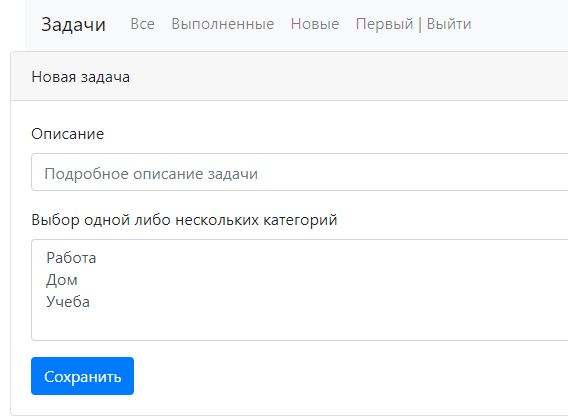 Задачи Все Выполненные Новые Первый | Выйти
Новая задача
Описание
Подробное описание задачи
Выбор одной либо нескольких категорий
Работа
Дом
Учеба
Сохранить